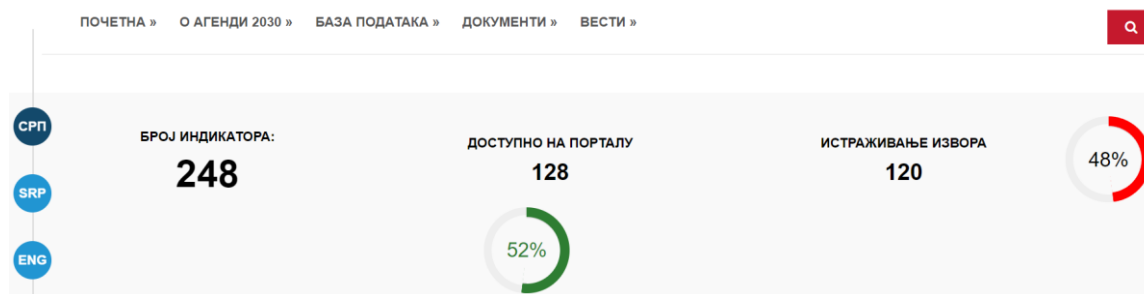 ПОЧЕТНА » О АГЕНДИ 2030 » БАЗА ПОДАТАКА » ДОКУМЕНТИ » ВЕСТИ »
СРП
SRP
ENG
БРОЈ ИНДИКАТОРА:
248
ДОСТУПНО НА ПОРТАЛУ
128
52%
ИСТРАЖИВАЊЕ ИЗВОРА
120
48%